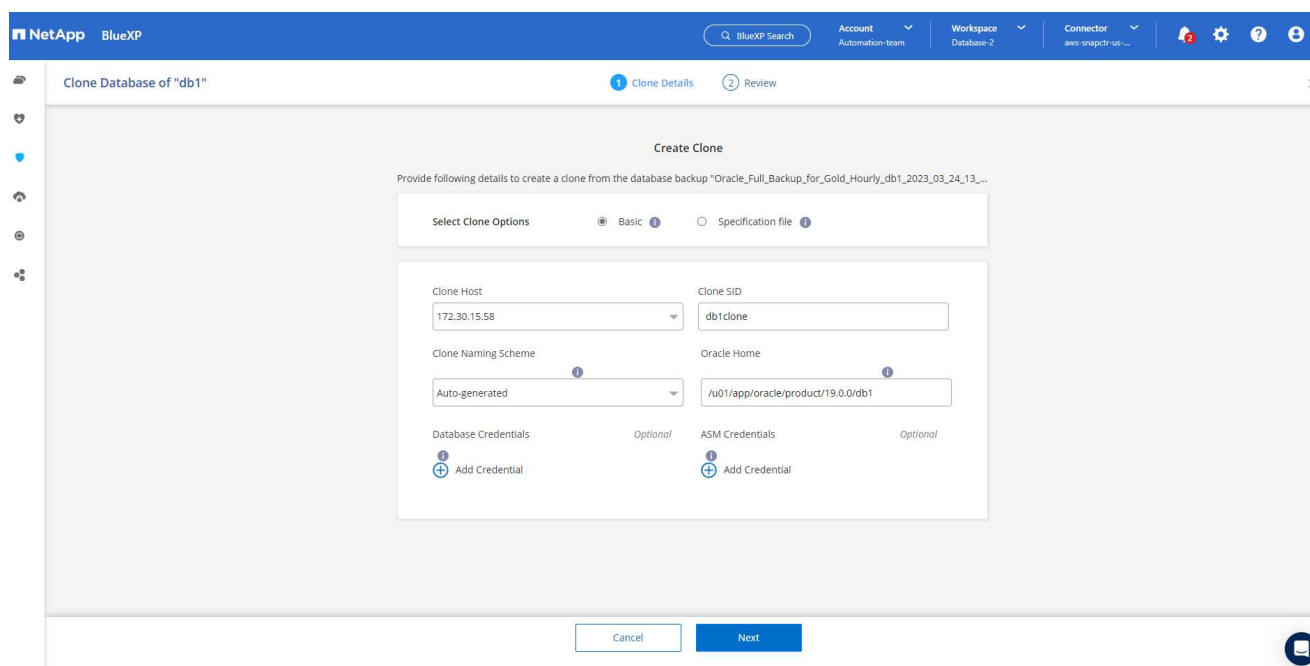 NetApp BlueXP
BlueXP Search
Account
Automation-team
Workspace
Database-2
Connector
aws-snapctr-us-...
2
Clone Database of "db1"
1 Clone Details
2 Review
Create Clone
Provide following details to create a clone from the database backup "Oracle_Full_Backup_for_Gold_Hourly_db1_2023_03_24_13_...
Select Clone Options
Basic
Specification file
Clone Host
Clone SID
172.30.15.58
db1clone
Clone Naming Scheme
Oracle Home
Auto-generated
/u01/app/oracle/product/19.0.0/db1
Database Credentials Optional
ASM Credentials Optional
Add Credential
Add Credential
Cancel
Next